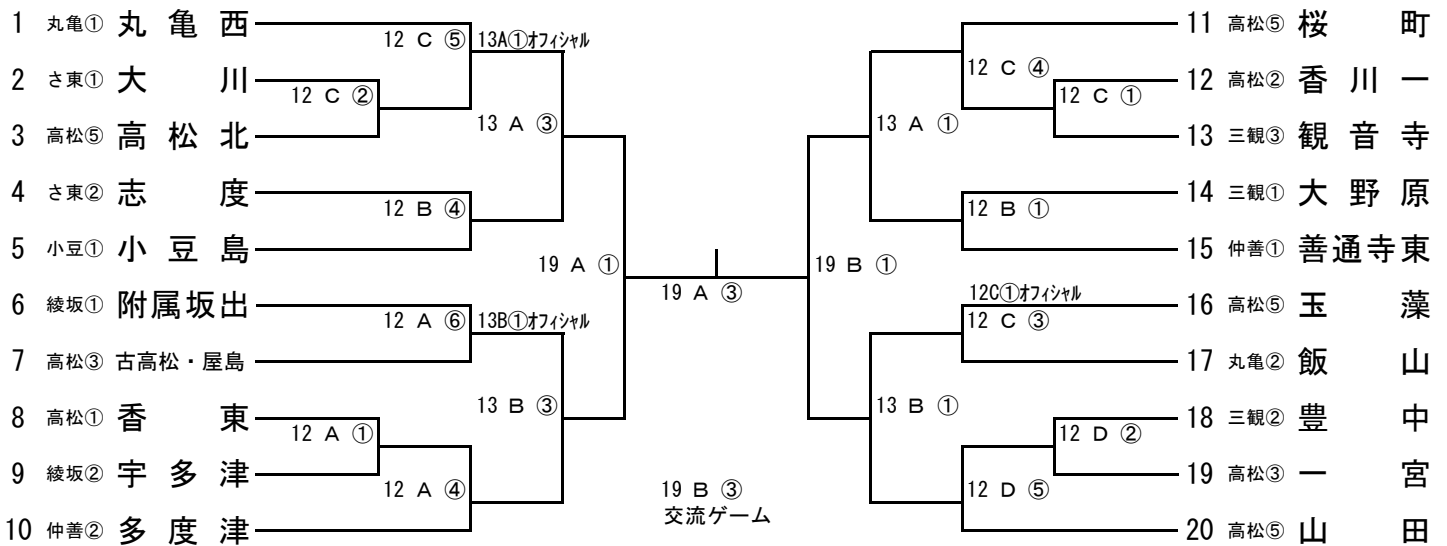 1 丸亀① 丸亀西
12 C ⑤
13A①オフィシャル
2 さ東① 大川
12 C ②
3 高松⑤ 高松北
13 A ③
4 さ東② 志度
12 B ④
5 小豆① 小豆島
19 A ①
6 綾坂① 附属坂出
12 A ⑥
13B①オフィシャル
7 高松③ 古高松・屋島
8 高松① 香東
12 A ①
13 B ③
9 綾坂② 宇多津
12 A ④
10 仲善② 多度津
19 A ③
19 B ③
交流ゲーム
11 高松⑤ 桜町
12 C ④
12 高松② 香川一
12 C ①
13 A ①
13 三観③ 観音寺
14 三観① 大野原
12 B ①
15 仲善① 善通寺東
19 B ①
12C①オフィシャル
16 高松⑤ 玉藻
12 C ③
17 丸亀② 飯山
13 B ①
18 三観② 豊中
12 D ②
19 高松③ 一宮
12 D ⑤
20 高松⑤ 山田